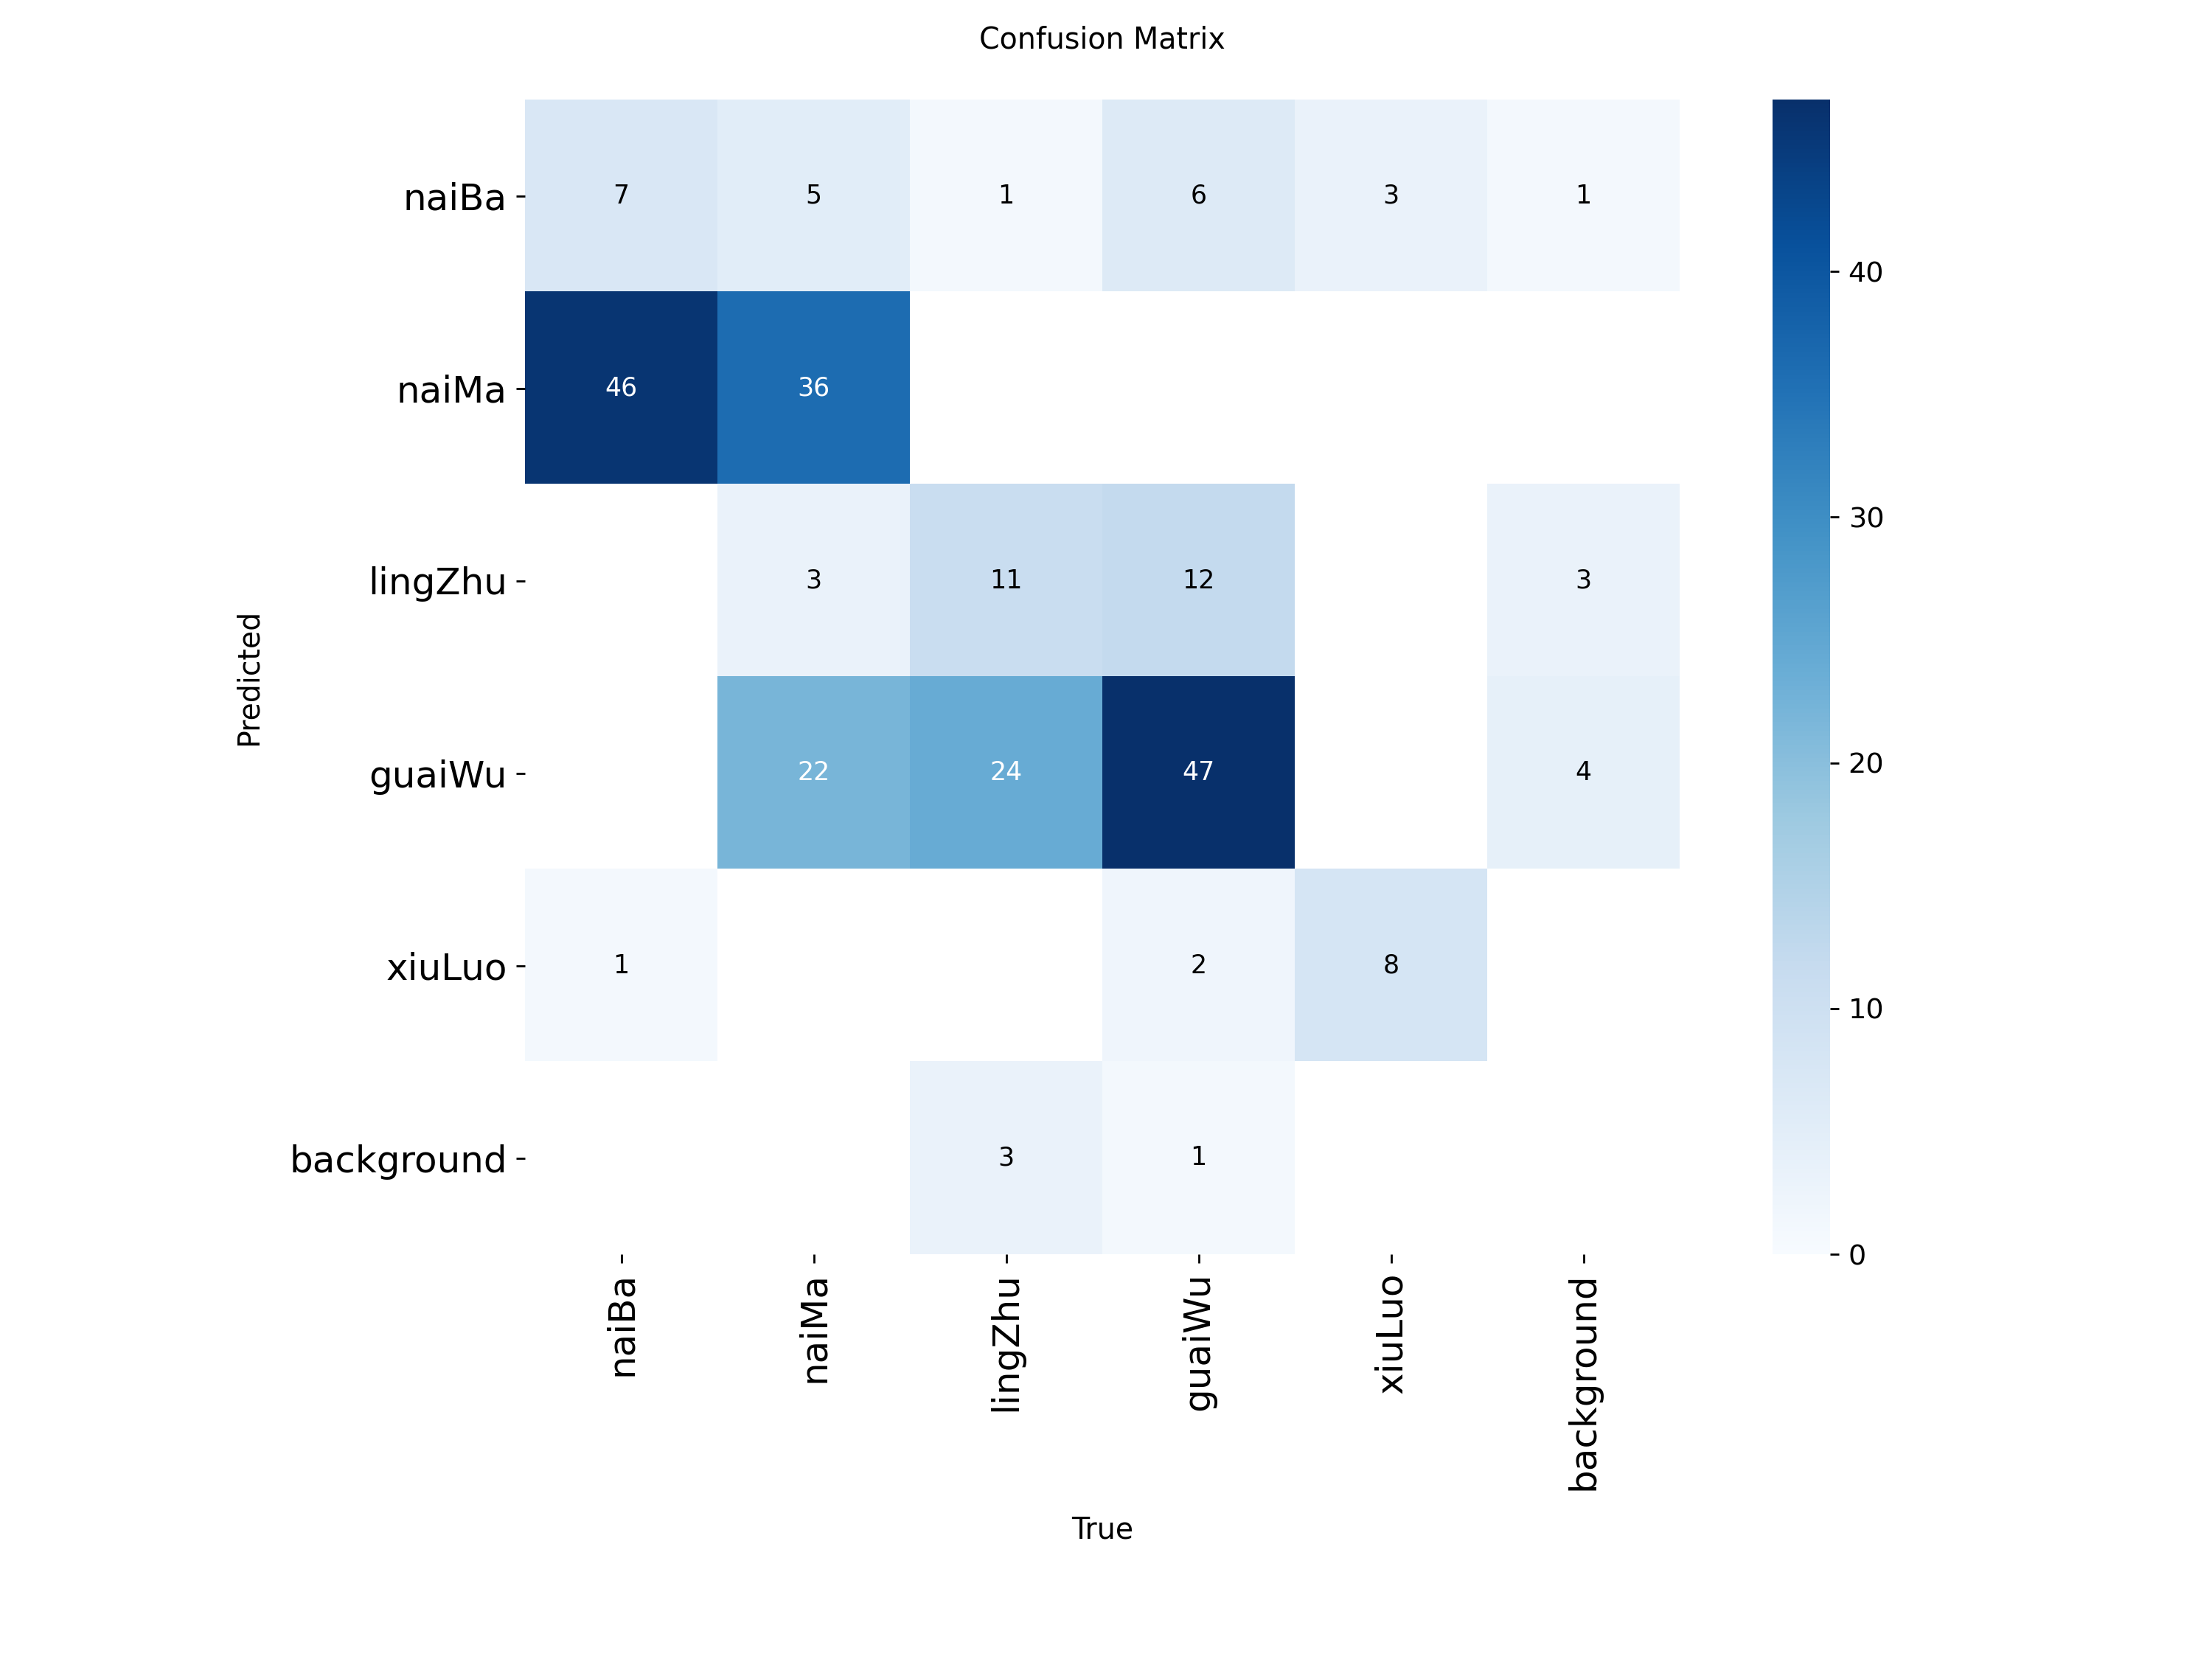 Confusion Matrix
naiBa 7 5 1 6 3 1
naiMa 46 36
lingZhu 3 11 12 3
guaiWu 22 24 47 4
xiuLuo 1 2 8
background 3 1
Predicted
naiBa naiMa lingZhu guaiWu xiuLuo background
True
40
30
20
10
0